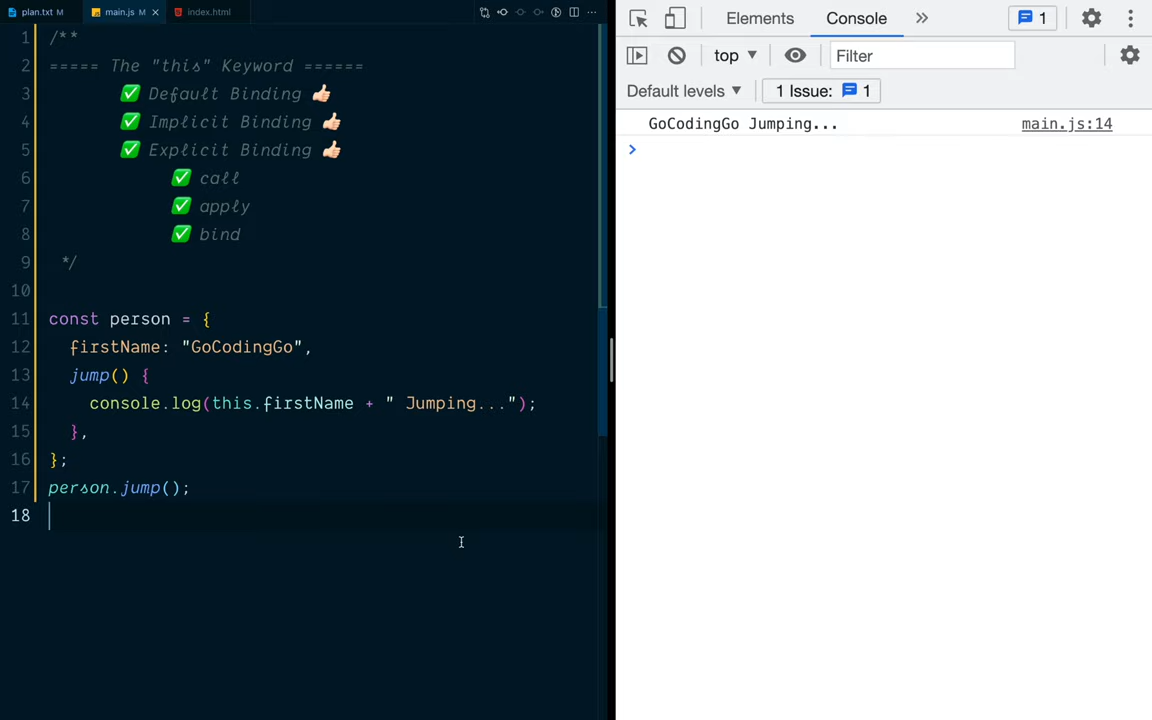 plan.txt M main.js M index.html
1 /**
2 ===== The "this" Keyword ======
3 ✅ Default Binding 👍🏻
4 ✅ Implicit Binding 👍🏻
5 ✅ Explicit Binding 👍🏻
6 ✅ call
7 ✅ apply
8 ✅ bind
9 */
10
11 const person = {
12 firstName: "GoCodingGo",
13 jump() {
14 console.log(this.firstName + " Jumping...");
15 },
16 };
17 person.jump();
18
Elements Console » 1
top ▼ Filter
Default levels ▼ 1 Issue: 1
GoCodingGo Jumping... main.js:14
>